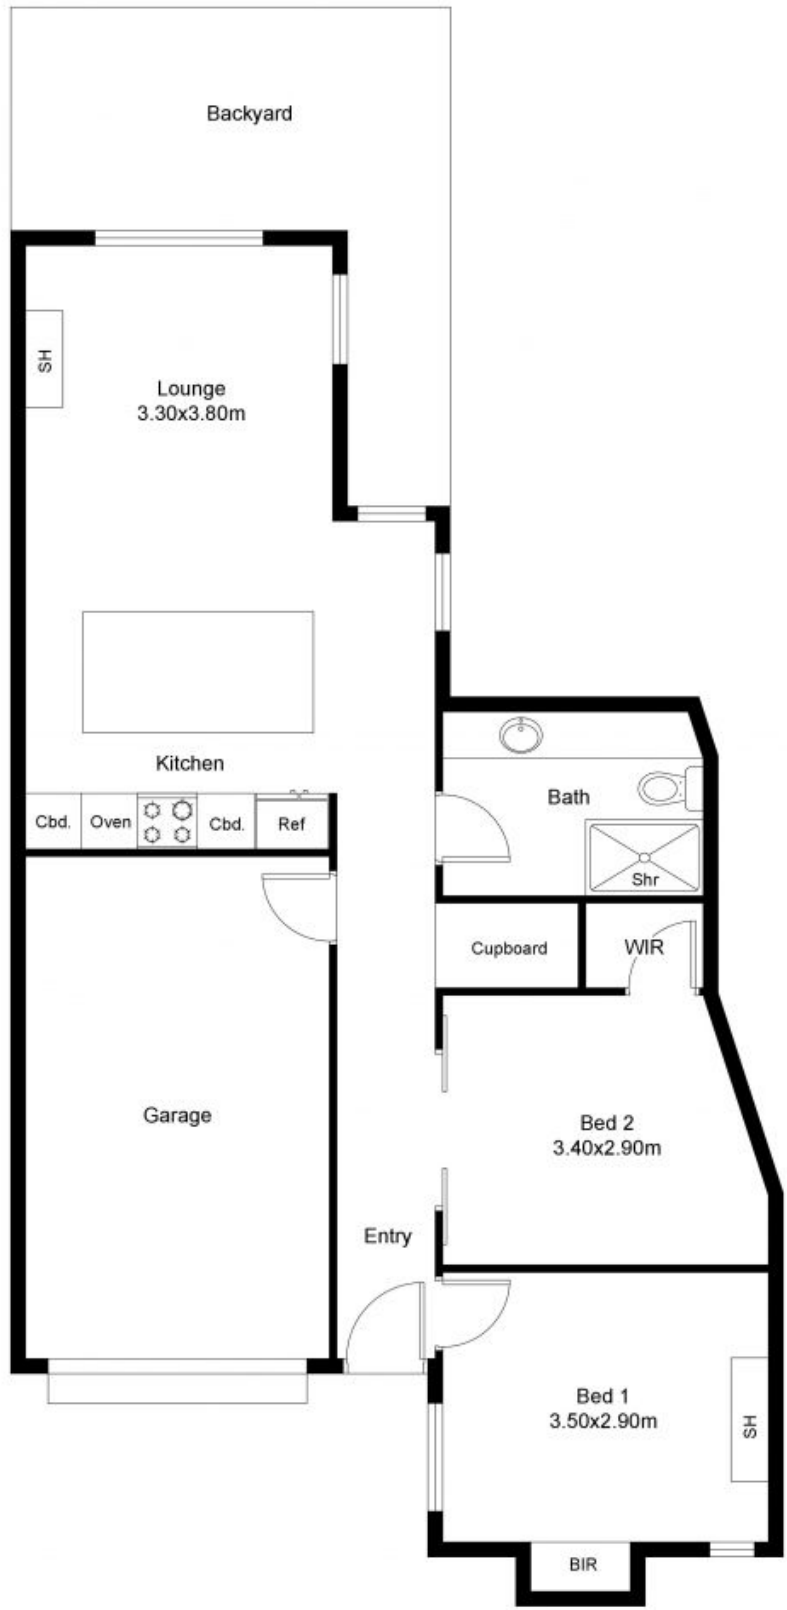 Backyard
SH
Lounge
3.30x3.80m
Kitchen
Cbd.
Oven
Cbd.
Ref
Bath
Shr
Cupboard
WIR
Garage
Bed 2
3.40x2.90m
Entry
Bed 1
3.50x2.90m
SH
BIR